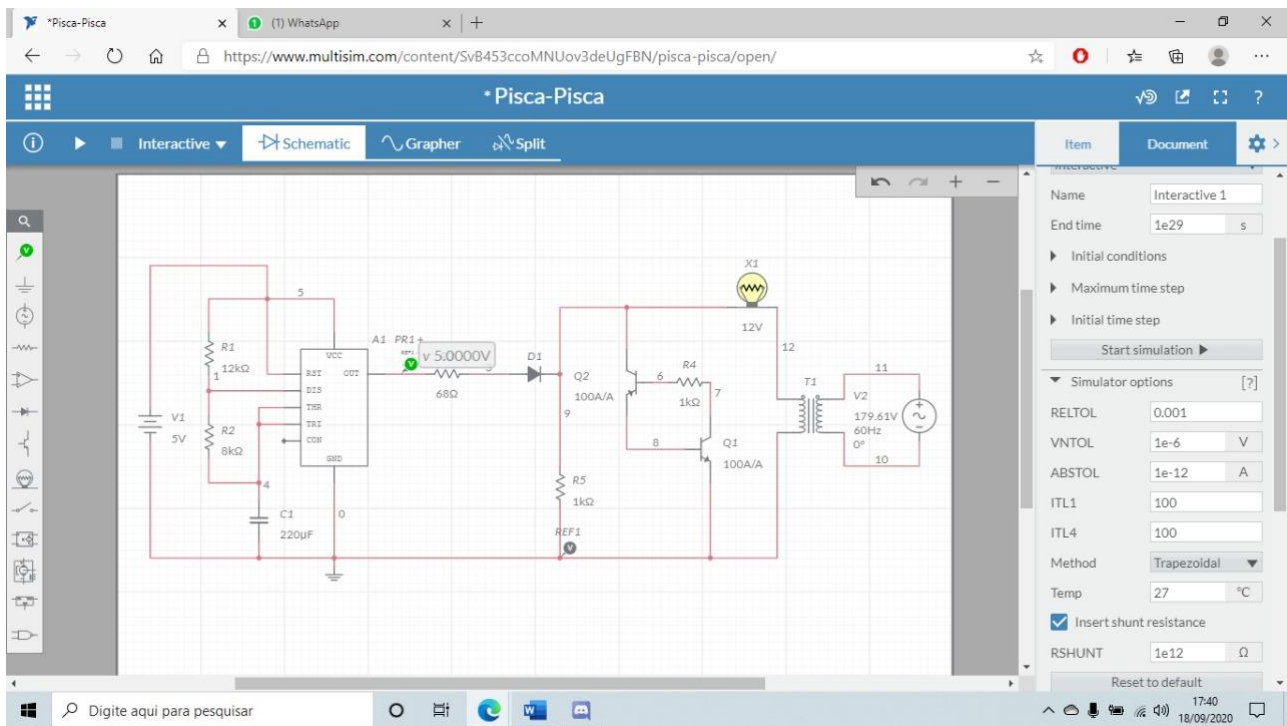 *Pisca-Pisca
(1) WhatsApp
https://www.multisim.com/content/SvB453ccoMNUov3deUgFBN/pisca-pisca/open/
*Pisca-Pisca
Interactive
Schematic
Grapher
Split
Item
Document
Interactive
Name
Interactive 1
End time
1e29
s
Initial conditions
Maximum time step
Initial time step
Start simulation
Simulator options
[?]
RELTOL
0.001
VNTOL
1e-6
V
ABSTOL
1e-12
A
ITL1
100
ITL4
100
Method
Trapezoidal
Temp
27
°C
Insert shunt resistance
RSHUNT
1e12
Ω
Reset to default
V1
5V
5
R1
12kΩ
1
R2
8kΩ
4
C1
220µF
0
VCC
RST
OUT
DIS
THR
TRI
CON
GND
A1
PR1
REF1
v 5.0000V
68Ω
D1
9
R5
1kΩ
REF1
Q2
100A/A
6
R4
1kΩ
7
8
Q1
100A/A
X1
12V
12
T1
11
V2
179.61V
60Hz
0°
10
Digite aqui para pesquisar
17:40
18/09/2020